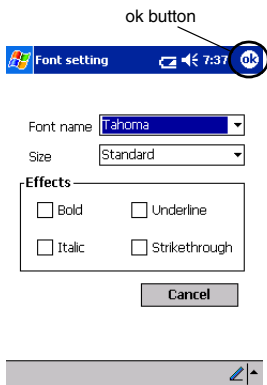 ok button
Font setting 7:37 ok
Font name Tahoma
Size Standard
Effects
Bold Underline
Italic Strikethrough
Cancel